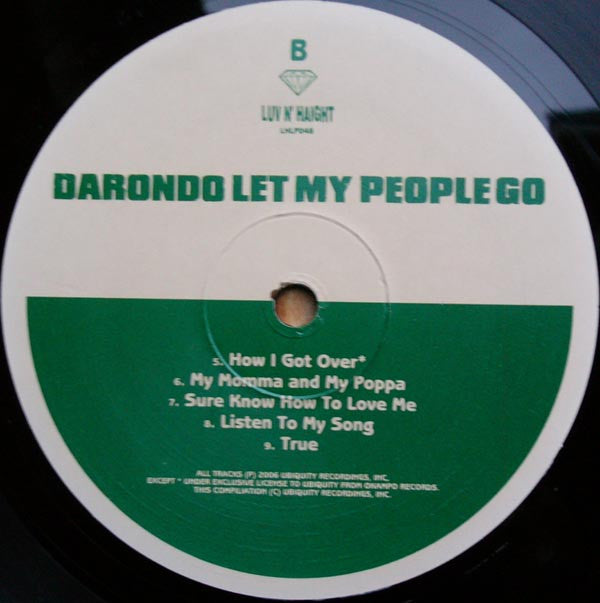 B
LUV N' HAIGHT
LHLP048
DARONDO LET MY PEOPLE GO
5. How I Got Over*
6. My Momma and My Poppa
7. Sure Know How To Love Me
8. Listen To My Song
9. True
ALL TRACKS (P) 2006 UBIQUITY RECORDINGS, INC.
EXCEPT * UNDER EXCLUSIVE LICENSE TO UBIQUITY FROM ONAMPO RECORDS.
THIS COMPILATION (C) UBIQUITY RECORDINGS, INC.